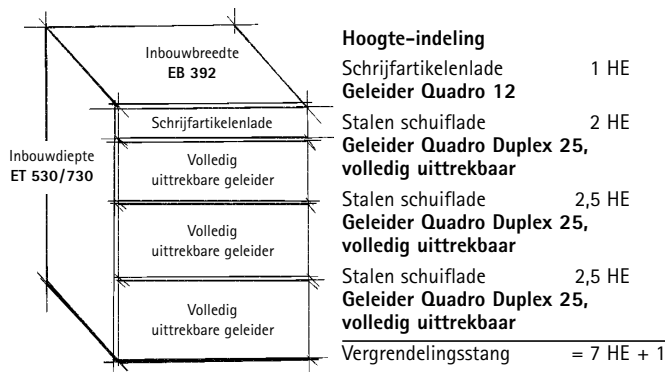 Inbouwbreedte
EB 392
Schrijfartikelenlade
Inbouwdiepte
ET 530/730
Volledig
uittrekbare geleider
Volledig
uittrekbare geleider
Volledig
uittrekbare geleider
Hoogte-indeling
Schrijfartikelenlade 1 HE
Geleider Quadro 12
Stalen schuiflade 2 HE
Geleider Quadro Duplex 25,
volledig uittrekbaar
Stalen schuiflade 2,5 HE
Geleider Quadro Duplex 25,
volledig uittrekbaar
Stalen schuiflade 2,5 HE
Geleider Quadro Duplex 25,
volledig uittrekbaar
Vergrendelingsstang = 7 HE + 1